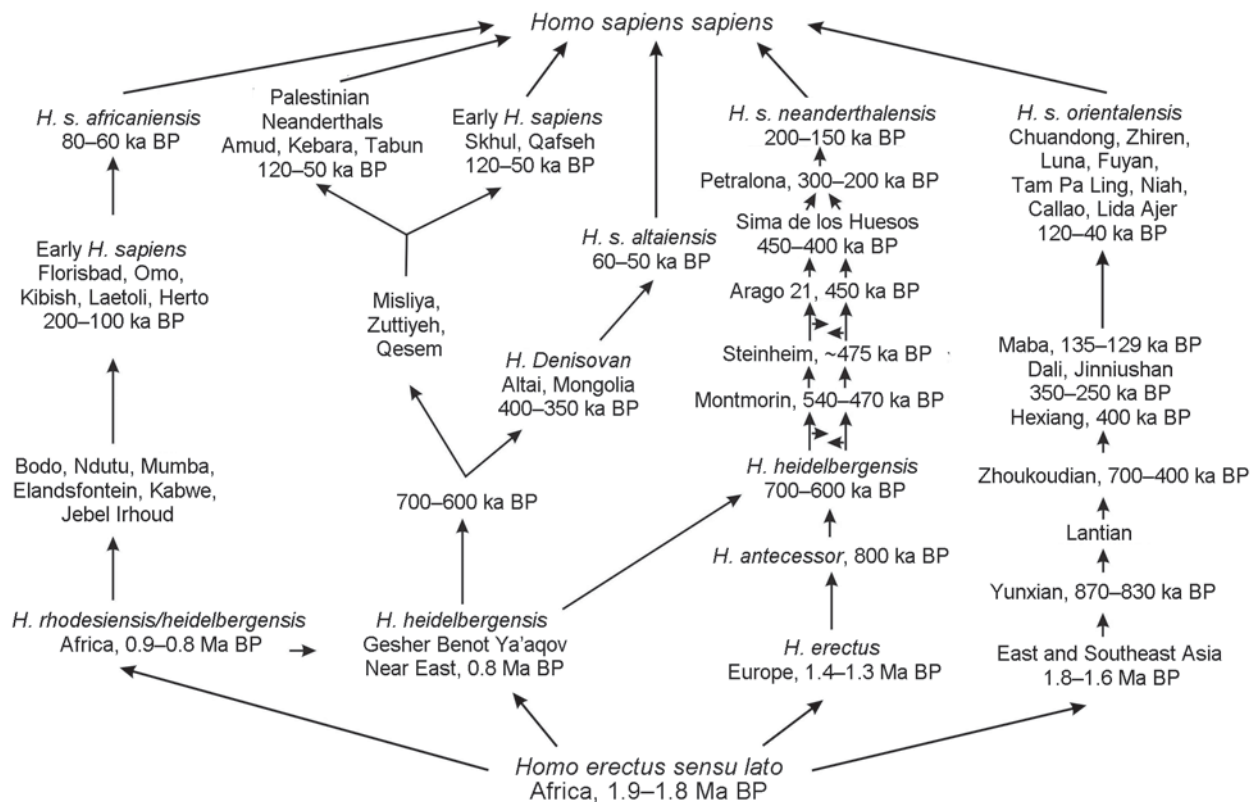 Homo sapiens sapiens
H. s. africaniensis
80–60 ka BP
Early H. sapiens
Florisbad, Omo,
Kibish, Laetoli, Herto
200–100 ka BP
Bodo, Ndutu, Mumba,
Elandsfontein, Kabwe,
Jebel Irhoud
H. rhodesiensis/heidelbergensis
Africa, 0.9–0.8 Ma BP
Palestinian
Neanderthals
Amud, Kebara, Tabun
120–50 ka BP
Early H. sapiens
Skhul, Qafseh
120–50 ka BP
Misliya,
Zuttiyeh,
Qesem
H. s. altaiensis
60–50 ka BP
H. Denisovan
Altai, Mongolia
400–350 ka BP
700–600 ka BP
H. heidelbergensis
Gesher Benot Ya'aqov
Near East, 0.8 Ma BP
H. s. neanderthalensis
200–150 ka BP
Petralona, 300–200 ka BP
Sima de los Huesos
450–400 ka BP
Arago 21, 450 ka BP
Steinheim, ~475 ka BP
Montmorin, 540–470 ka BP
H. heidelbergensis
700–600 ka BP
H. antecessor, 800 ka BP
H. erectus
Europe, 1.4–1.3 Ma BP
H. s. orientalensis
Chuandong, Zhiren,
Luna, Fuyan,
Tam Pa Ling, Niah,
Callao, Lida Ajer
120–40 ka BP
Maba, 135–129 ka BP
Dali, Jinniushan
350–250 ka BP
Hexiang, 400 ka BP
Zhoukoudian, 700–400 ka BP
Lantian
Yunxian, 870–830 ka BP
East and Southeast Asia
1.8–1.6 Ma BP
Homo erectus sensu lato
Africa, 1.9–1.8 Ma BP